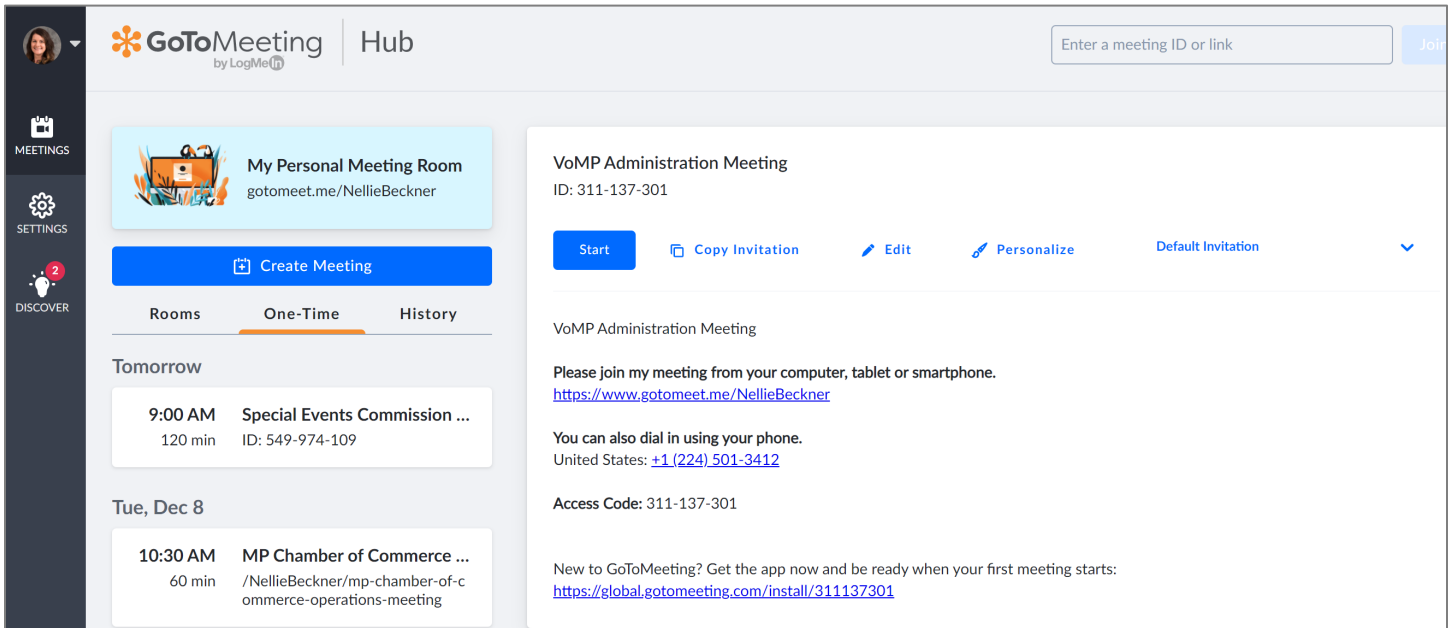 GoToMeeting
by LogMeIn
Hub
Enter a meeting ID or link
Join
MEETINGS
SETTINGS
2
DISCOVER
My Personal Meeting Room
gotomeet.me/NellieBeckner
Create Meeting
Rooms
One-Time
History
Tomorrow
9:00 AM
120 min
Special Events Commission ...
ID: 549-974-109
Tue, Dec 8
10:30 AM
60 min
MP Chamber of Commerce ...
/NellieBeckner/mp-chamber-of-c
ommerce-operations-meeting
VoMP Administration Meeting
ID: 311-137-301
Start
Copy Invitation
Edit
Personalize
Default Invitation
VoMP Administration Meeting
Please join my meeting from your computer, tablet or smartphone.
https://www.gotomeet.me/NellieBeckner
You can also dial in using your phone.
United States: +1 (224) 501-3412
Access Code: 311-137-301
New to GoToMeeting? Get the app now and be ready when your first meeting starts:
https://global.gotomeeting.com/install/311137301